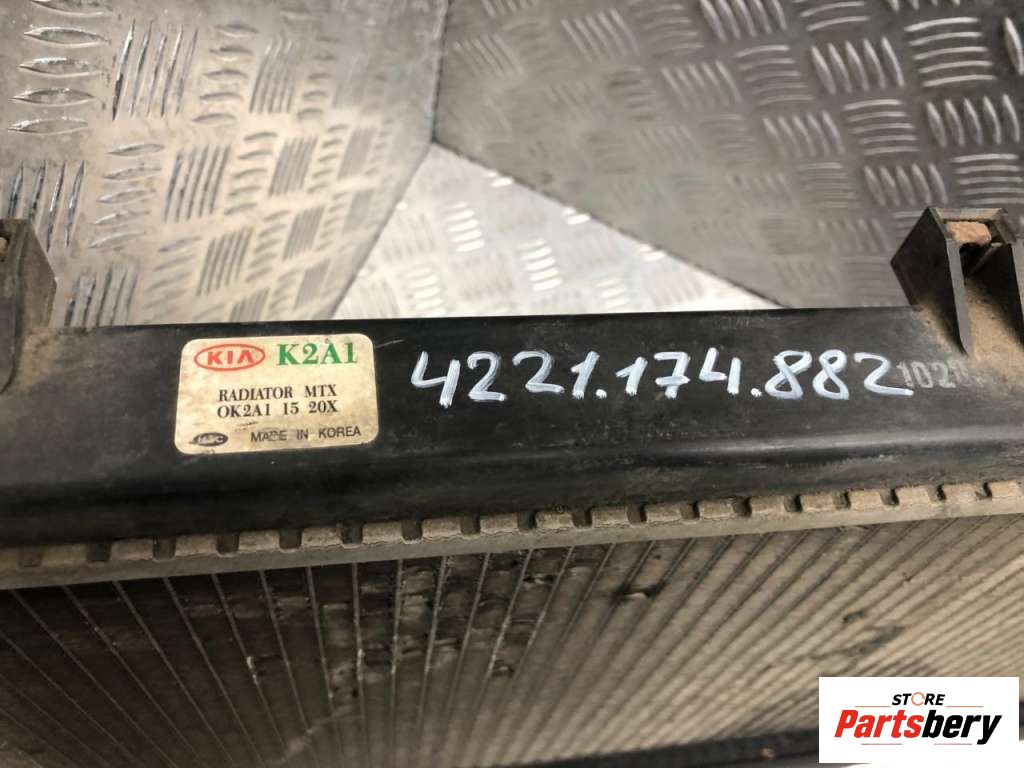 KIA K2A1
RADIATOR MTX
OK2A1 15 20X
MADE IN KOREA
4221.174.882
STORE
Partsbery